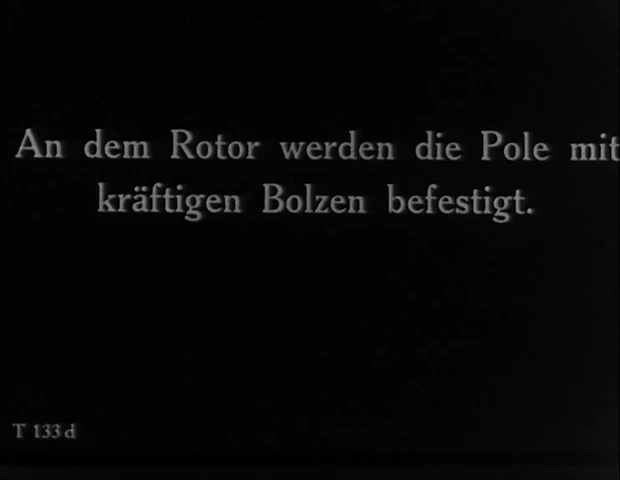 An dem Rotor werden die Pole mit
kräftigen Bolzen befestigt.
T 133 d